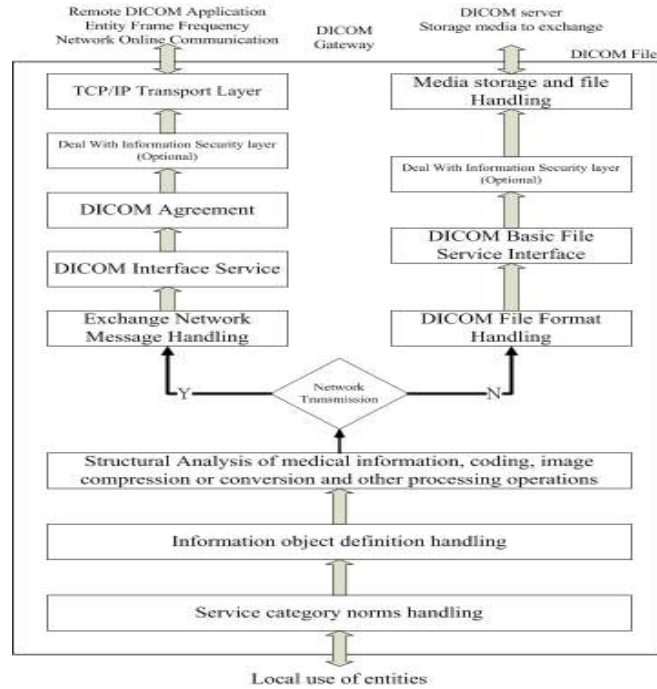 Remote DICOM Application
Entity Frame Frequency
Network Online Communication
DICOM
Gateway
DICOM server
Storage media to exchange
DICOM File
TCP/IP Transport Layer
Media storage and file
Handling
Deal With Information Security layer
(Optional)
Deal With Information Security layer
(Optional)
DICOM Agreement
DICOM Basic File
Service Interface
DICOM Interface Service
Exchange Network
Message Handling
DICOM File Format
Handling
Y
Network
Transmission
N
Structural Analysis of medical information, coding, image
compression or conversion and other processing operations
Information object definition handling
Service category norms handling
Local use of entities